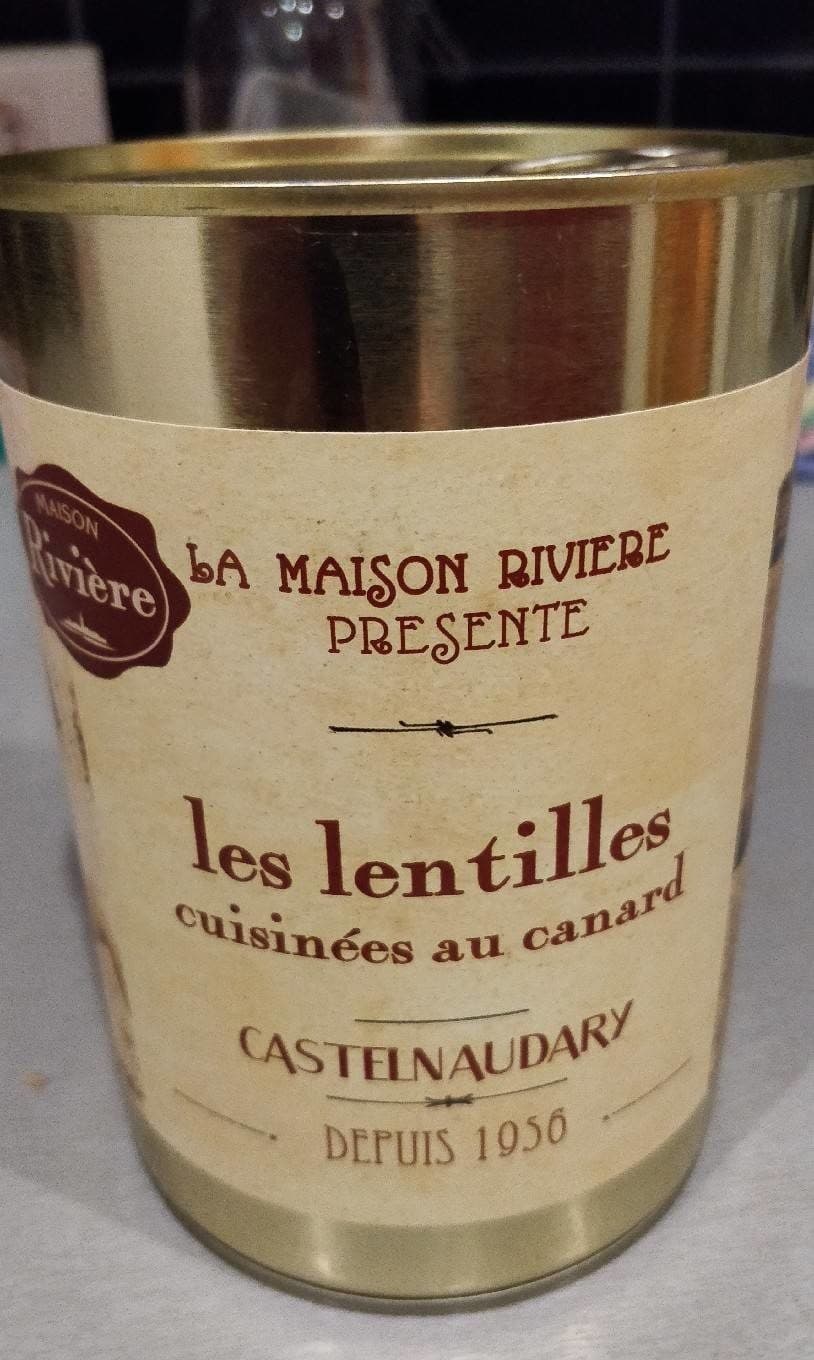 MAISON
Rivière
LA MAISON RIVIERE
PRESENTE
les lentilles
cuisinées au canard
CASTELNAUDARY
DEPUIS 1956